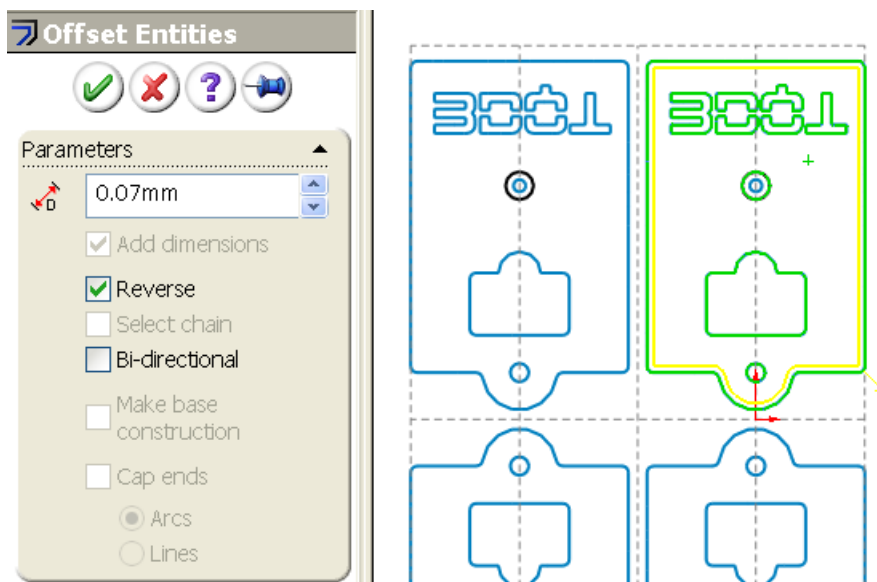 Offset Entities
?
Parameters
D
0.07mm
Add dimensions
Reverse
Select chain
Bi-directional
Make base
construction
Cap ends
Arcs
Lines